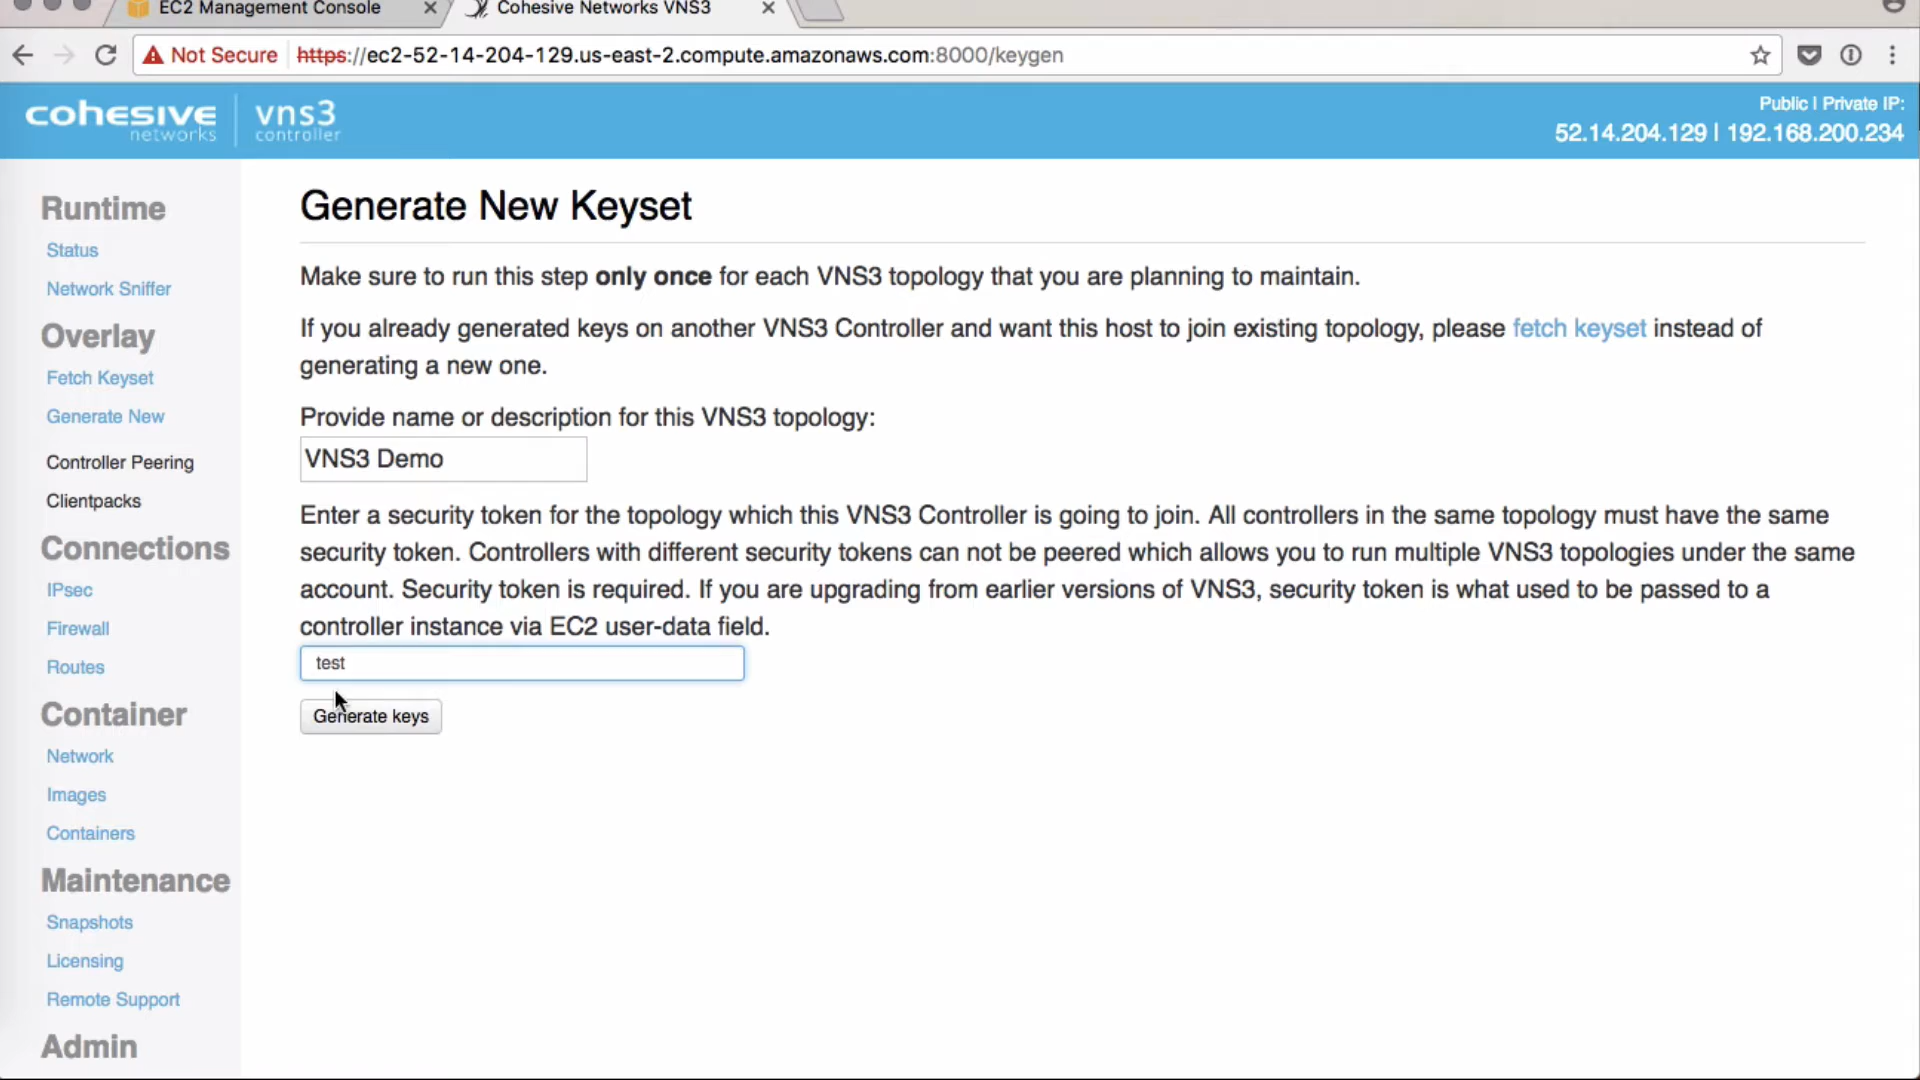 EC2 Management Console
Cohesive Networks VNS3
Not Secure https://ec2-52-14-204-129.us-east-2.compute.amazonaws.com:8000/keygen
cohesive networks vns3 controller
Public | Private IP:
52.14.204.129 | 192.168.200.234
Runtime
Status
Network Sniffer
Overlay
Fetch Keyset
Generate New
Controller Peering
Clientpacks
Connections
IPsec
Firewall
Routes
Container
Network
Images
Containers
Maintenance
Snapshots
Licensing
Remote Support
Admin
Generate New Keyset
Make sure to run this step only once for each VNS3 topology that you are planning to maintain.
If you already generated keys on another VNS3 Controller and want this host to join existing topology, please fetch keyset instead of
generating a new one.
Provide name or description for this VNS3 topology:
VNS3 Demo
Enter a security token for the topology which this VNS3 Controller is going to join. All controllers in the same topology must have the same
security token. Controllers with different security tokens can not be peered which allows you to run multiple VNS3 topologies under the same
account. Security token is required. If you are upgrading from earlier versions of VNS3, security token is what used to be passed to a
controller instance via EC2 user-data field.
test
Generate keys